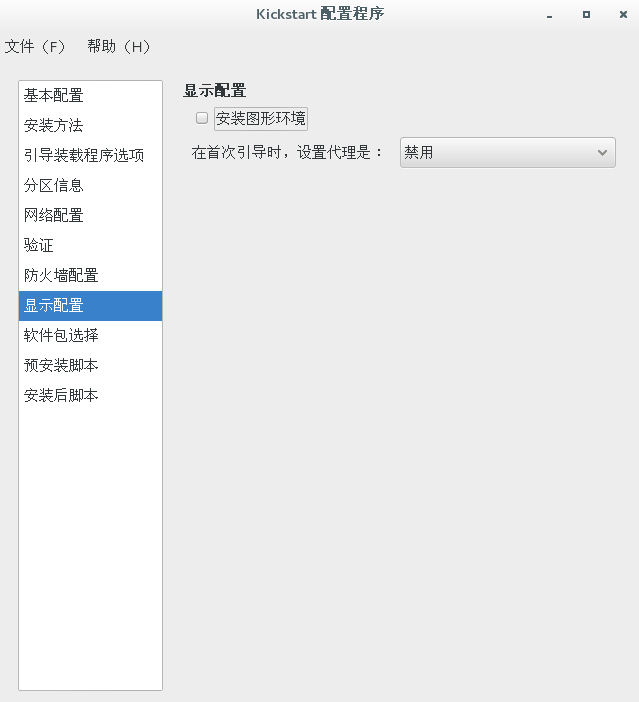 Kickstart 配置程序
文件（F） 帮助（H）
基本配置
安装方法
引导装载程序选项
分区信息
网络配置
验证
防火墙配置
显示配置
软件包选择
预安装脚本
安装后脚本
显示配置
安装图形环境
在首次引导时，设置代理是： 禁用